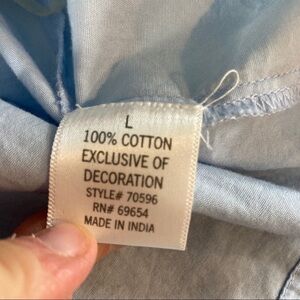 L
100% COTTON
EXCLUSIVE OF
DECORATION
STYLE# 70596
RN# 69654
MADE IN INDIA